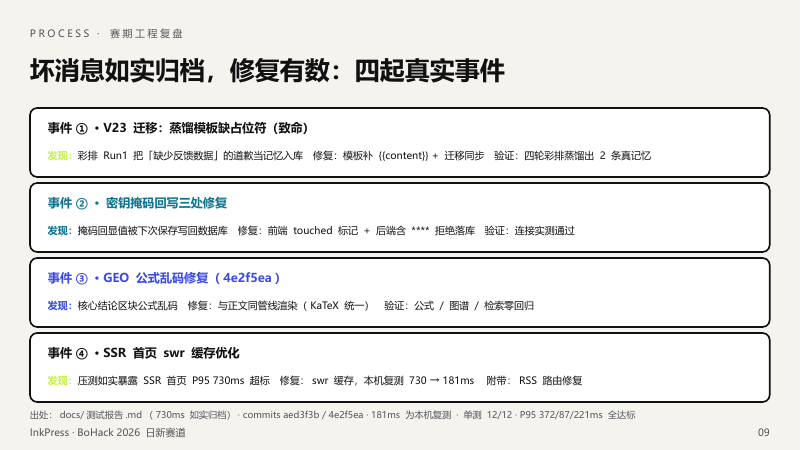 PROCESS · 赛期工程复盘
坏消息如实归档，修复有数：四起真实事件
事件 ① · V23 迁移：蒸馏模板缺占位符（致命）
发现：彩排 Run1 把「缺少反馈数据」的道歉当记忆入库 修复：模板补 {{content}} + 迁移同步 验证：四轮彩排蒸馏出 2 条真记忆
事件 ② · 密钥掩码回写三处修复
发现：掩码回显值被下次保存写回数据库 修复：前端 touched 标记 + 后端含 **** 拒绝落库 验证：连接实测通过
事件 ③ · GEO 公式乱码修复（ 4e2f5ea ）
发现：核心结论区块公式乱码 修复：与正文同管线渲染（ KaTeX 统一） 验证：公式 / 图谱 / 检索零回归
事件 ④ · SSR 首页 swr 缓存优化
发现：压测如实暴露 SSR 首页 P95 730ms 超标 修复： swr 缓存，本机复测 730 → 181ms 附带： RSS 路由修复
出处： docs/ 测试报告 .md （ 730ms 如实归档） · commits aed3f3b / 4e2f5ea · 181ms 为本机复测 · 单测 12/12 · P95 372/87/221ms 全达标
InkPress · BoHack 2026 日新赛道
09